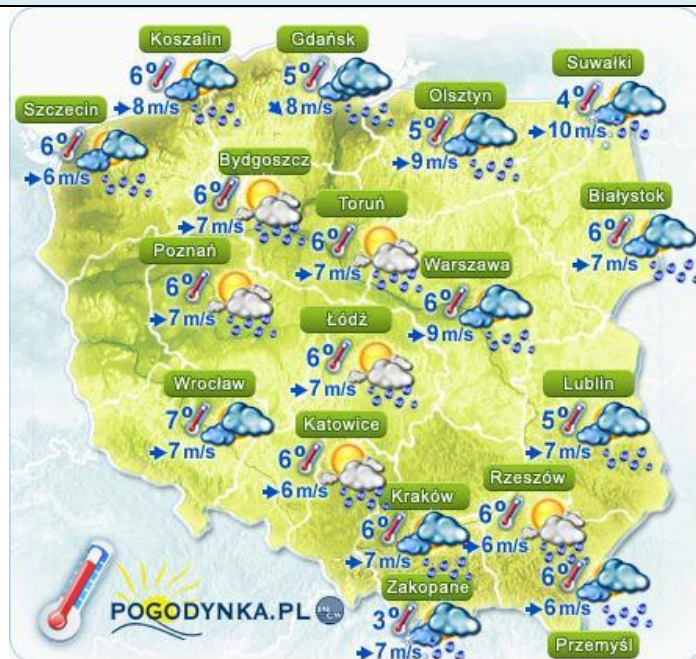 Koszalin
6°
8 m/s
Gdańsk
5°
8 m/s
Suwałki
4°
10 m/s
Szczecin
6°
6 m/s
Olsztyn
5°
9 m/s
Bydgoszcz
6°
7 m/s
Toruń
6°
7 m/s
Białystok
6°
7 m/s
Poznań
6°
7 m/s
Warszawa
6°
9 m/s
Łódź
6°
7 m/s
Wrocław
7°
7 m/s
Lublin
5°
7 m/s
Katowice
6°
6 m/s
Kraków
6°
7 m/s
Rzeszów
6°
6 m/s
Zakopane
3°
7 m/s
6°
6 m/s
Przemyśl
POGODYNKA.PL